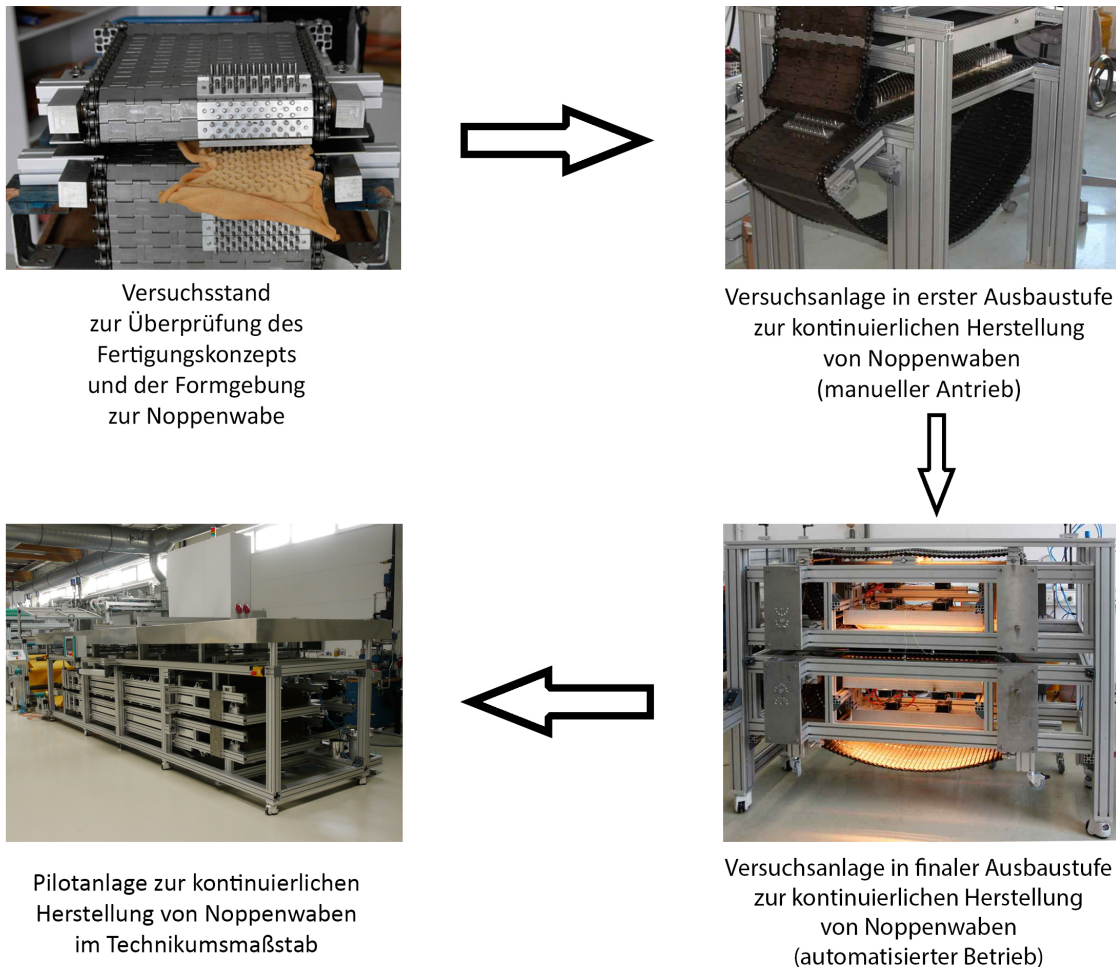 Versuchsstand
zur Überprüfung des
Fertigungskonzepts
und der Formgebung
zur Noppenwabe
Versuchsanlage in erster Ausbaustufe
zur kontinuierlichen Herstellung
von Noppenwaben
(manueller Antrieb)
Versuchsanlage in finaler Ausbaustufe
zur kontinuierlichen Herstellung
von Noppenwaben
(automatisierter Betrieb)
Pilotanlage zur kontinuierlichen
Herstellung von Noppenwaben
im Technikumsmaßstab